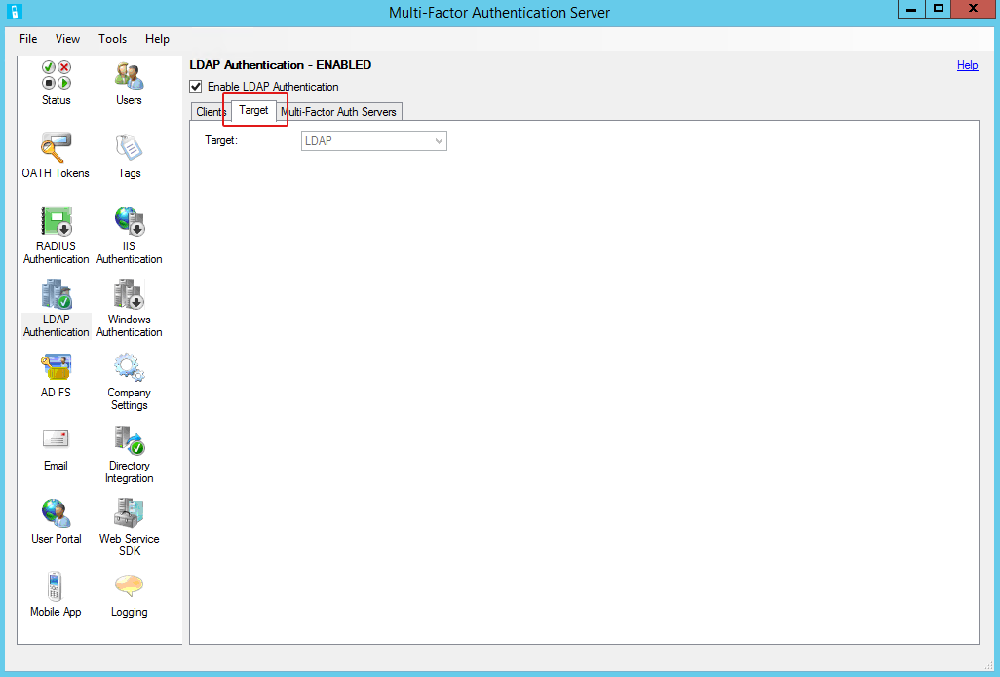 Multi-Factor Authentication Server
File View Tools Help
Status
Users
OATH Tokens
Tags
RADIUS
Authentication
IIS
Authentication
LDAP
Authentication
Windows
Authentication
AD FS
Company
Settings
Email
Directory
Integration
User Portal
Web Service
SDK
Mobile App
Logging
LDAP Authentication - ENABLED
Help
Enable LDAP Authentication
Clients Target Multi-Factor Auth Servers
Target: LDAP